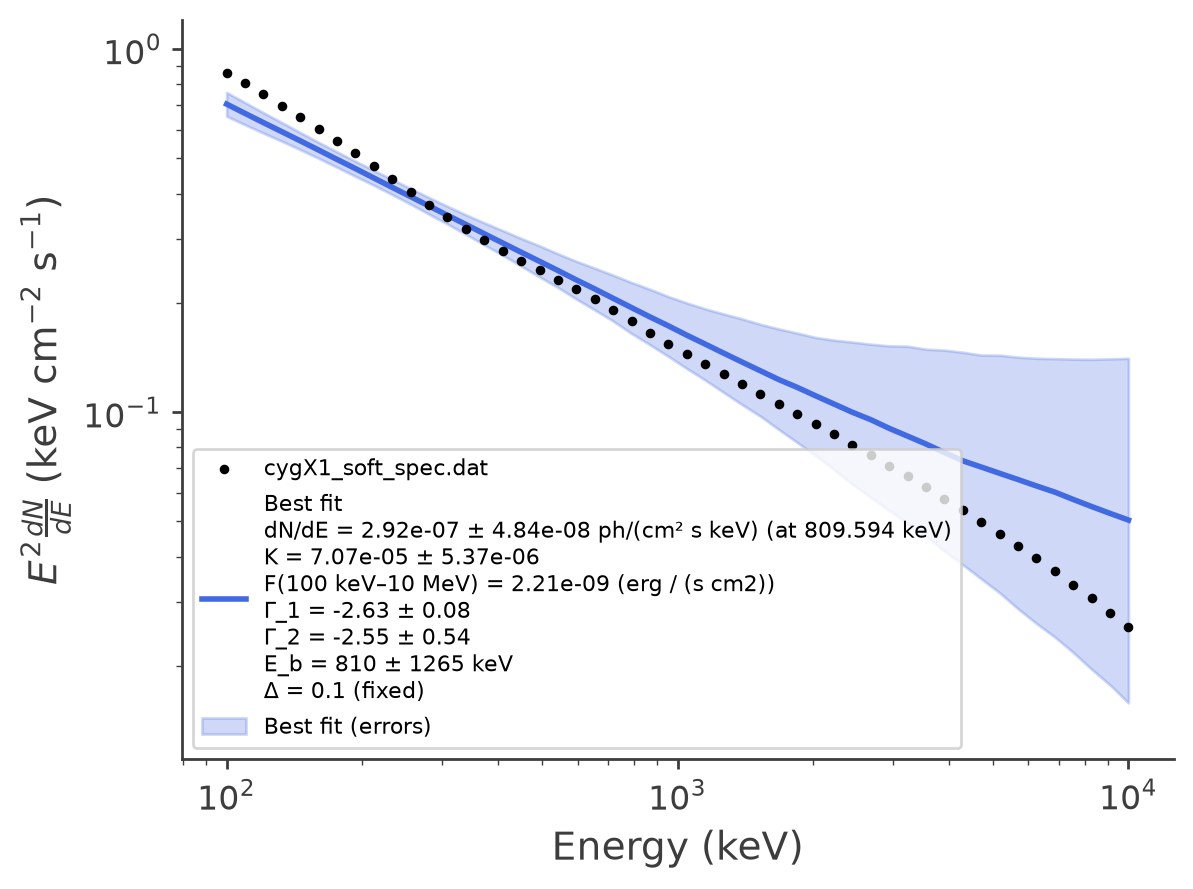 10⁰
10⁻¹
E² dN/dE (keV cm⁻² s⁻¹)
cygX1_soft_spec.dat
Best fit
dN/dE = 2.92e-07 ± 4.84e-08 ph/(cm² s keV) (at 809.594 keV)
K = 7.07e-05 ± 5.37e-06
F(100 keV–10 MeV) = 2.21e-09 (erg / (s cm2))
Γ_1 = -2.63 ± 0.08
Γ_2 = -2.55 ± 0.54
E_b = 810 ± 1265 keV
Δ = 0.1 (fixed)
Best fit (errors)
10² 10³ 10⁴
Energy (keV)